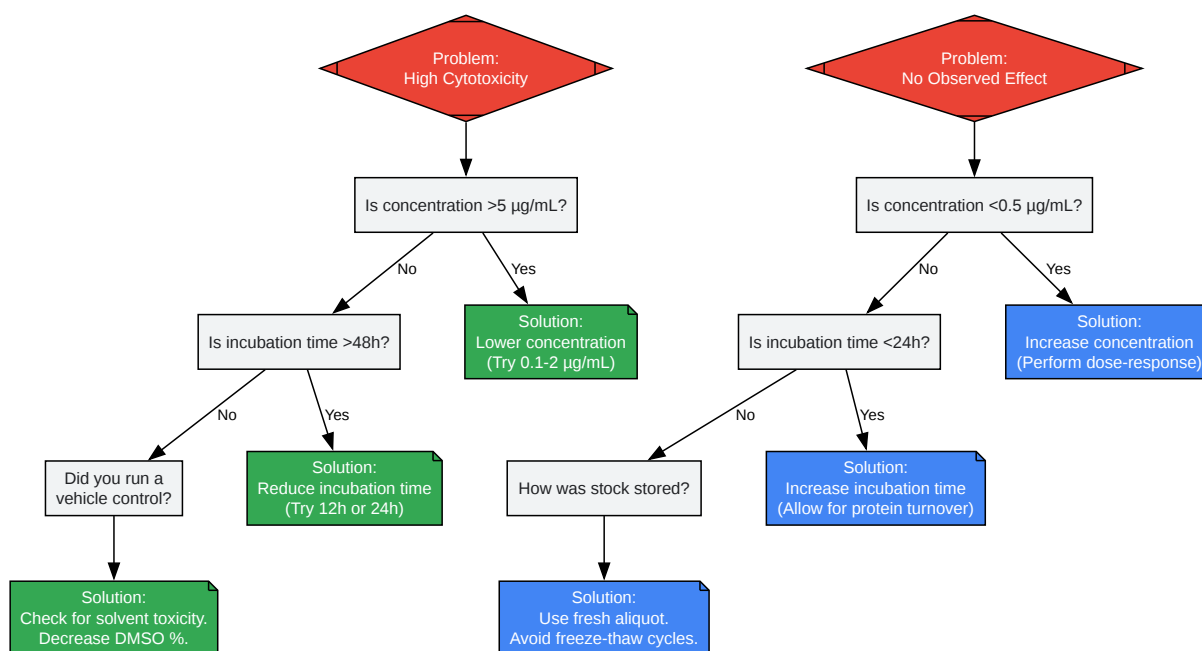 Problem:
High Cytotoxicity
Problem:
No Observed Effect
Is concentration >5 µg/mL?
Is concentration <0.5 µg/mL?
No
Yes
No
Yes
Is incubation time >48h?
Solution:
Lower concentration
(Try 0.1-2 µg/mL)
Is incubation time <24h?
Solution:
Increase concentration
(Perform dose-response)
No
Yes
No
Yes
Did you run a
vehicle control?
Solution:
Reduce incubation time
(Try 12h or 24h)
How was stock stored?
Solution:
Increase incubation time
(Allow for protein turnover)
Solution:
Check for solvent toxicity.
Decrease DMSO %.
Solution:
Use fresh aliquot.
Avoid freeze-thaw cycles.